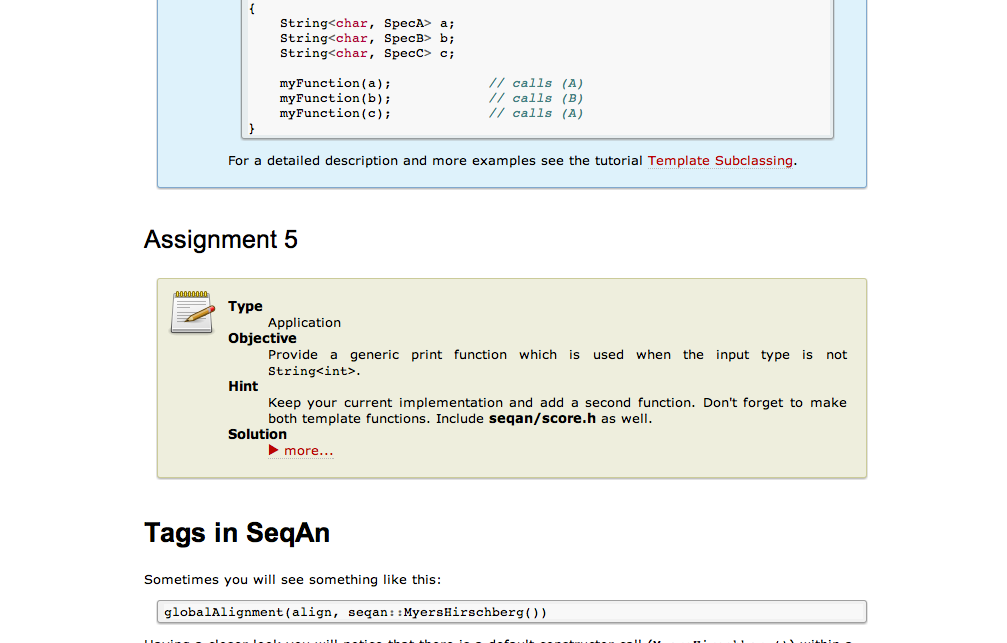 {
String<char, SpecA> a;
String<char, SpecB> b;
String<char, SpecC> c;
myFunction(a); // calls (A)
myFunction(b); // calls (B)
myFunction(c); // calls (A)
}
For a detailed description and more examples see the tutorial Template Subclassing.
Assignment 5
Type
Application
Objective
Provide a generic print function which is used when the input type is not
String<int>.
Hint
Keep your current implementation and add a second function. Don't forget to make
both template functions. Include seqan/score.h as well.
Solution
▶ more...
Tags in SeqAn
Sometimes you will see something like this:
globalAlignment(align, seqan::MyersHirschberg())